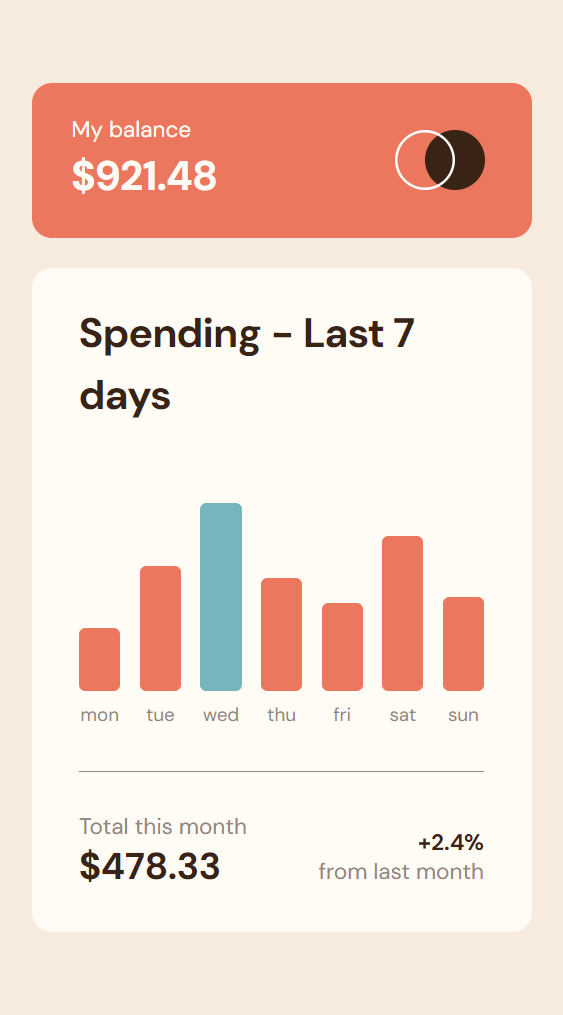 My balance
$921.48
Spending - Last 7
days
mon tue wed thu fri sat sun
Total this month
$478.33
+2.4%
from last month